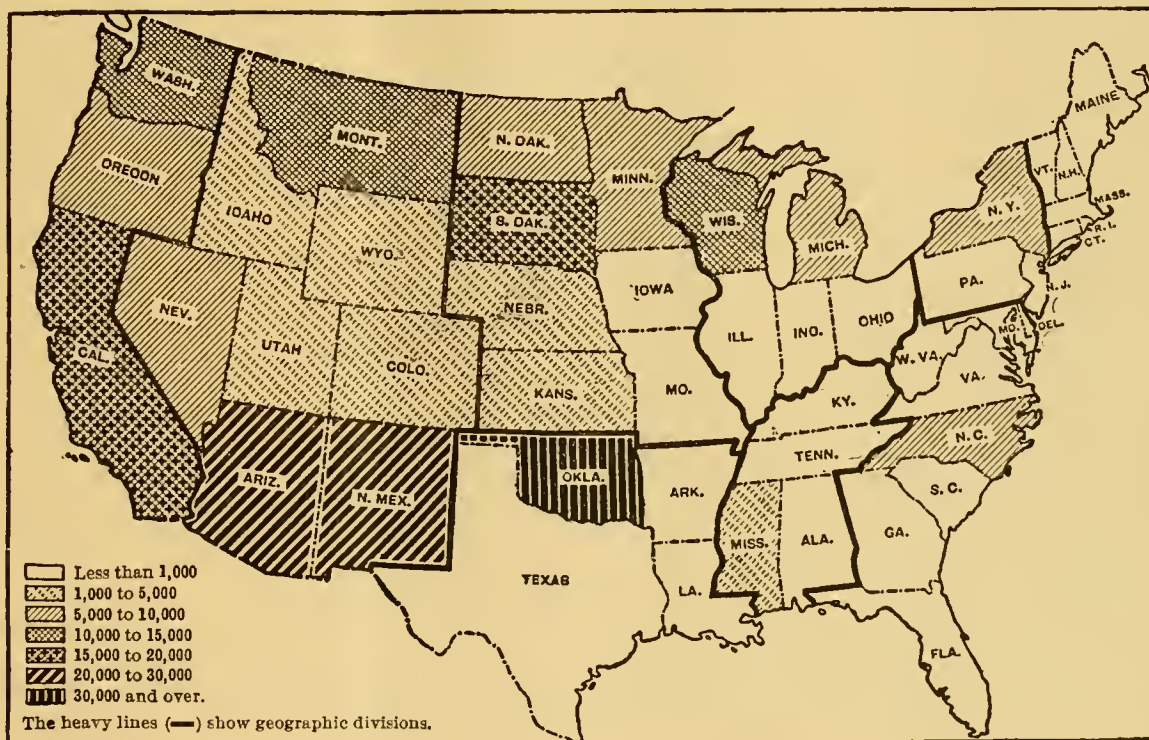 WASH.
MONT.
N. DAK.
MINN.
MAINE
OREGON
IDAHO
WYO.
S. DAK.
WIS.
MICH.
VT.
N.H.
MASS.
N.Y.
R. I.
CT.
NEV.
UTAH
COLO.
NEBR.
IOWA
ILL.
IND.
OHIO
PA.
N. J.
MD.
DEL.
CAL.
KANS.
MO.
KY.
W. VA.
VA.
ARIZ.
N. MEX.
OKLA.
ARK.
TENN.
N.C.
S. C.
TEXAS
LA.
MISS.
ALA.
GA.
FLA.
Less than 1,000
1,000 to 5,000
5,000 to 10,000
10,000 to 15,000
15,000 to 20,000
20,000 to 30,000
30,000 and over.
The heavy lines (━) show geographic divisions.